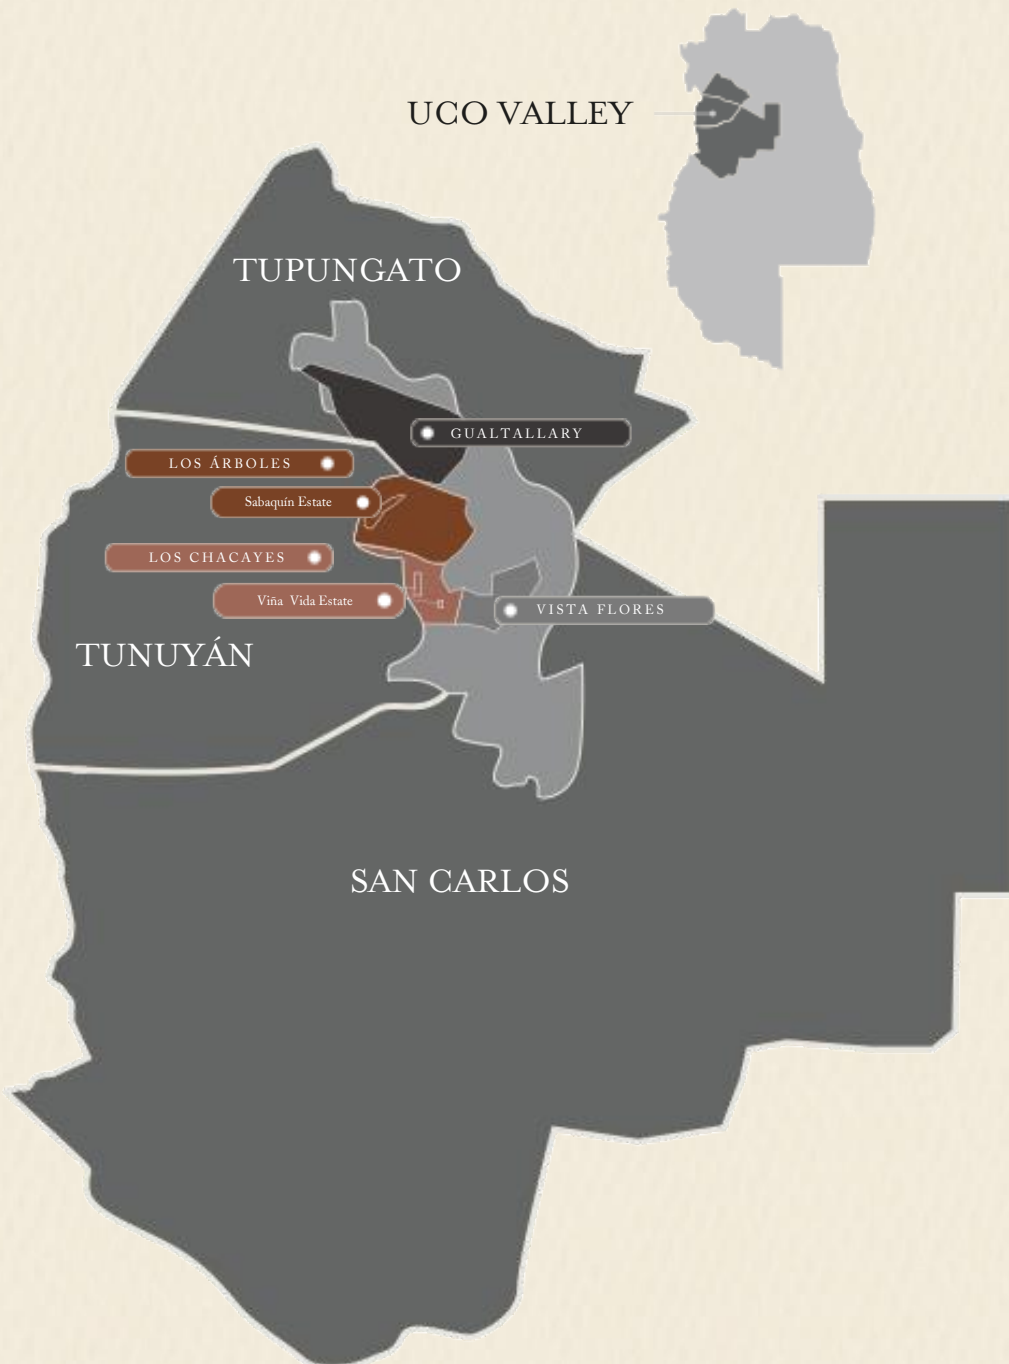 UCO VALLEY
TUPUNGATO
GUALTALLARY
LOS ÁRBOLES
Sabaquín Estate
LOS CHACAYES
Viña Vida Estate
VISTA FLORES
TUNUYÁN
SAN CARLOS